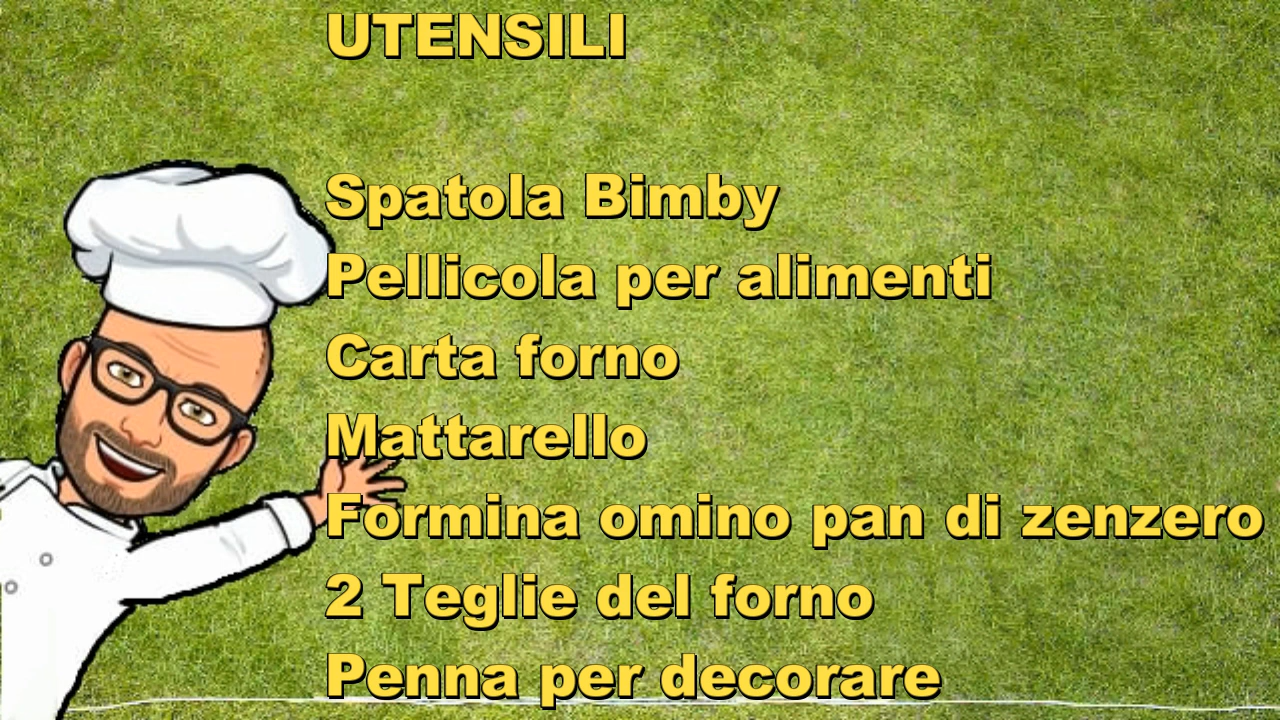 UTENSILI
Spatola Bimby
Pellicola per alimenti
Carta forno
Mattarello
Formina omino pan di zenzero
2 Teglie del forno
Penna per decorare